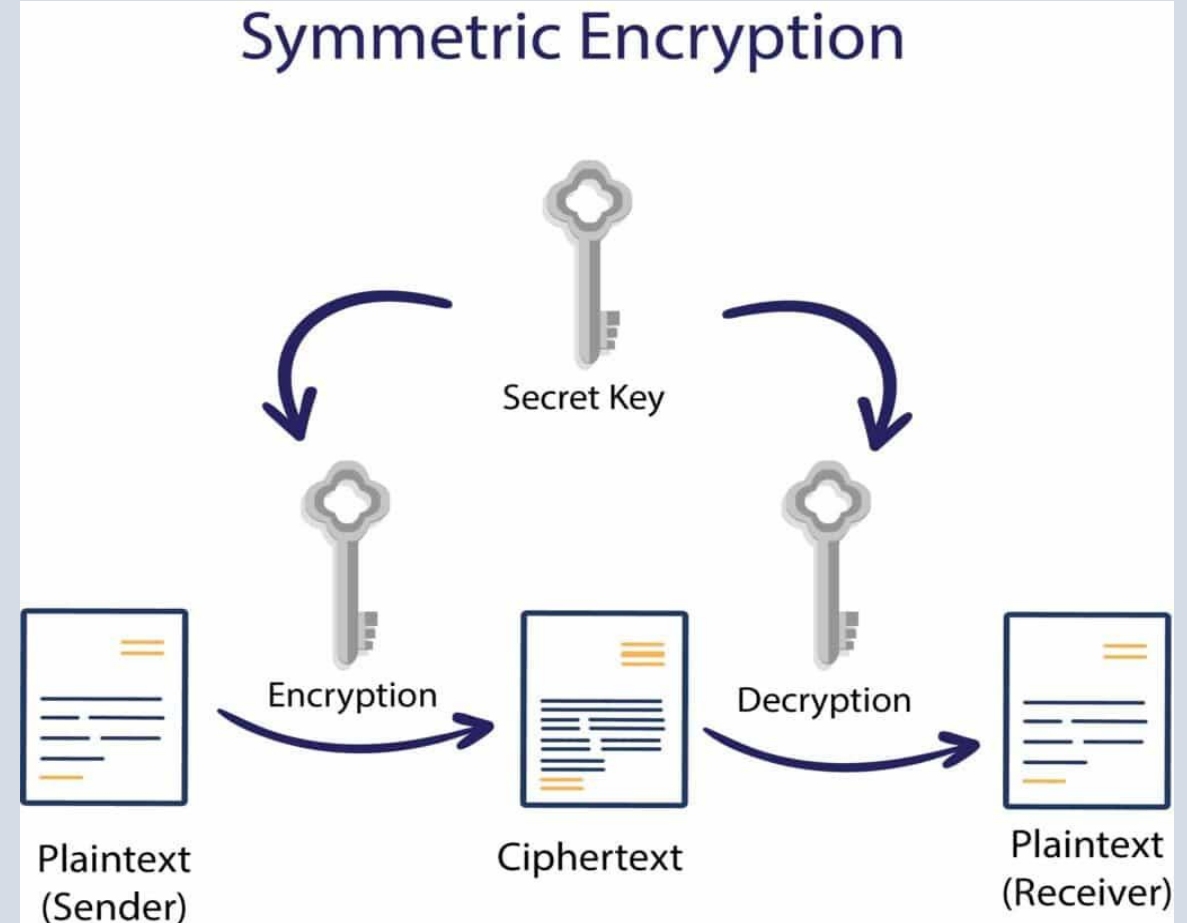 Symmetric Encryption
Secret Key
Encryption
Decryption
Plaintext
(Sender)
Ciphertext
Plaintext
(Receiver)